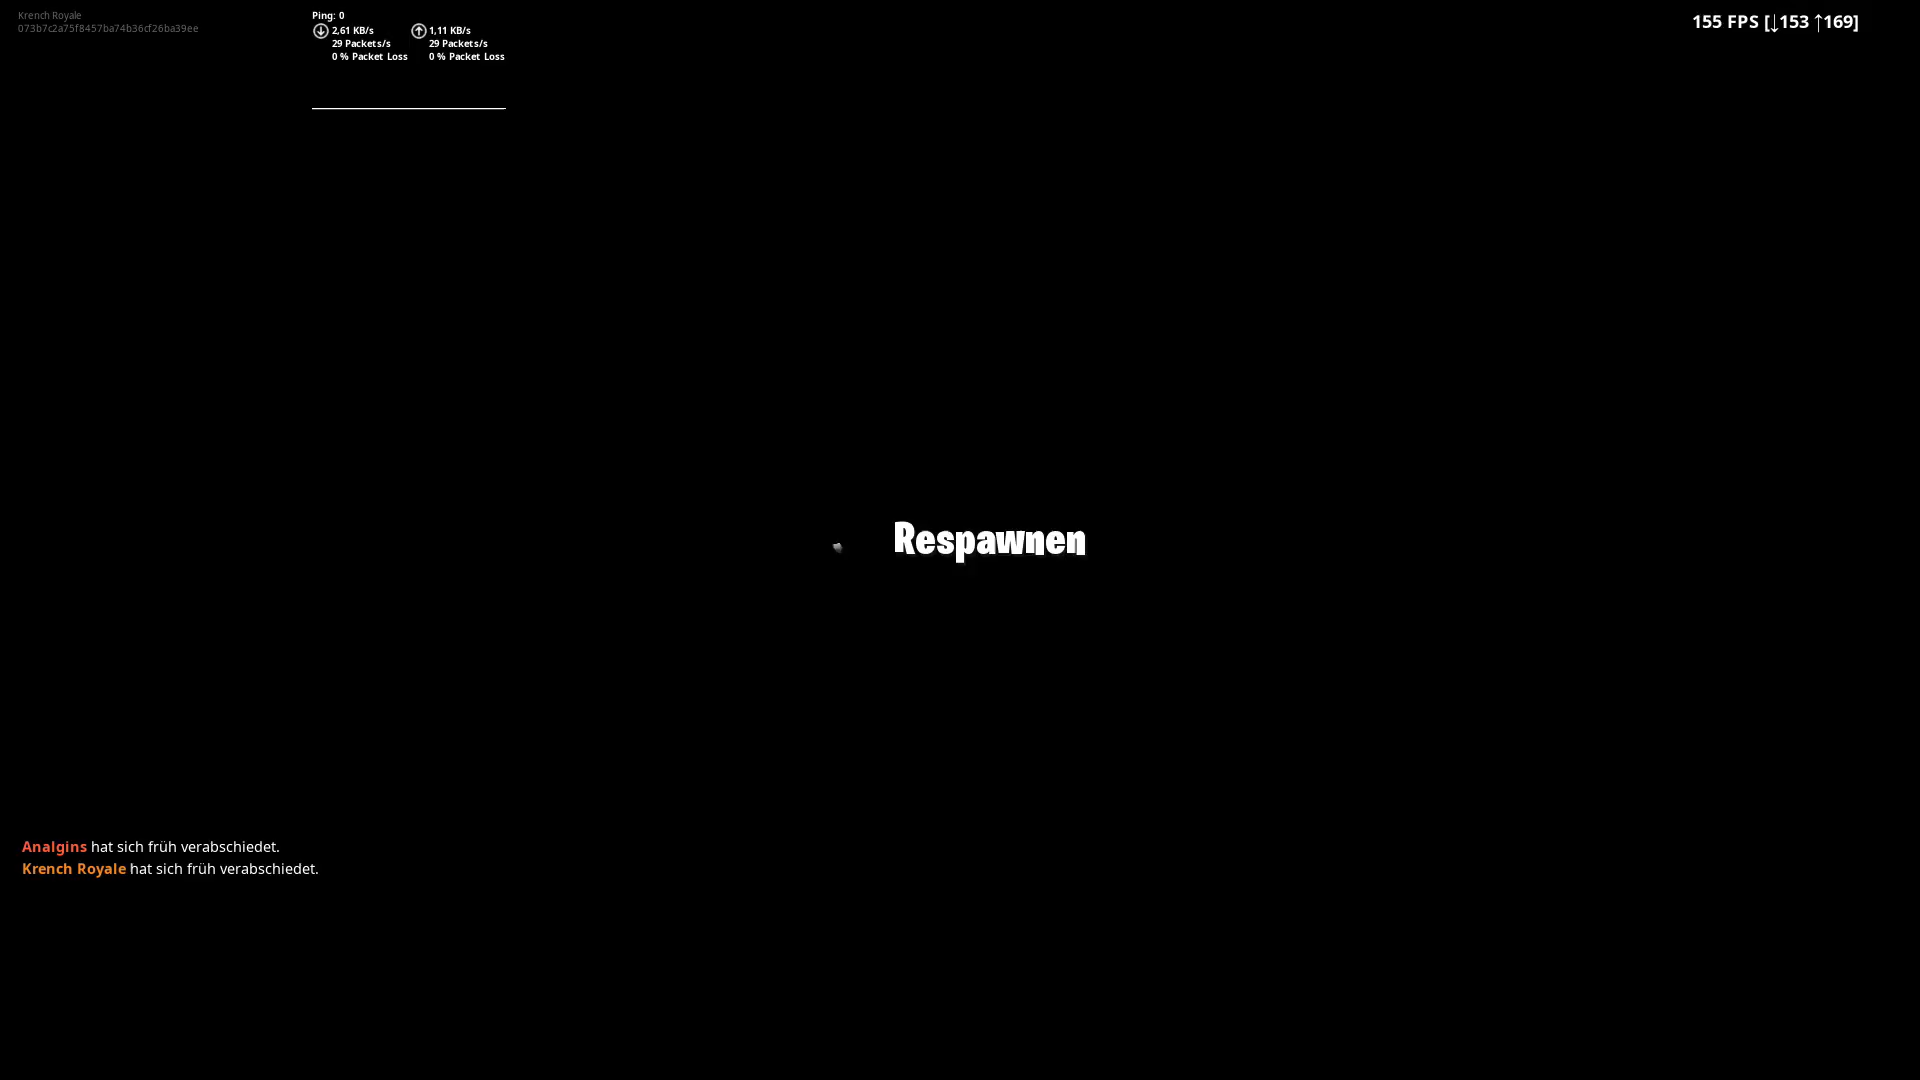 Krench Royale
073b7c2a75f8457ba74b36cf26ba39ee
Ping: 0
2,61 KB/s
29 Packets/s
0 % Packet Loss
1,11 KB/s
29 Packets/s
0 % Packet Loss
155 FPS [↓153 ↑169]
Respawnen
Analgins hat sich früh verabschiedet.
Krench Royale hat sich früh verabschiedet.